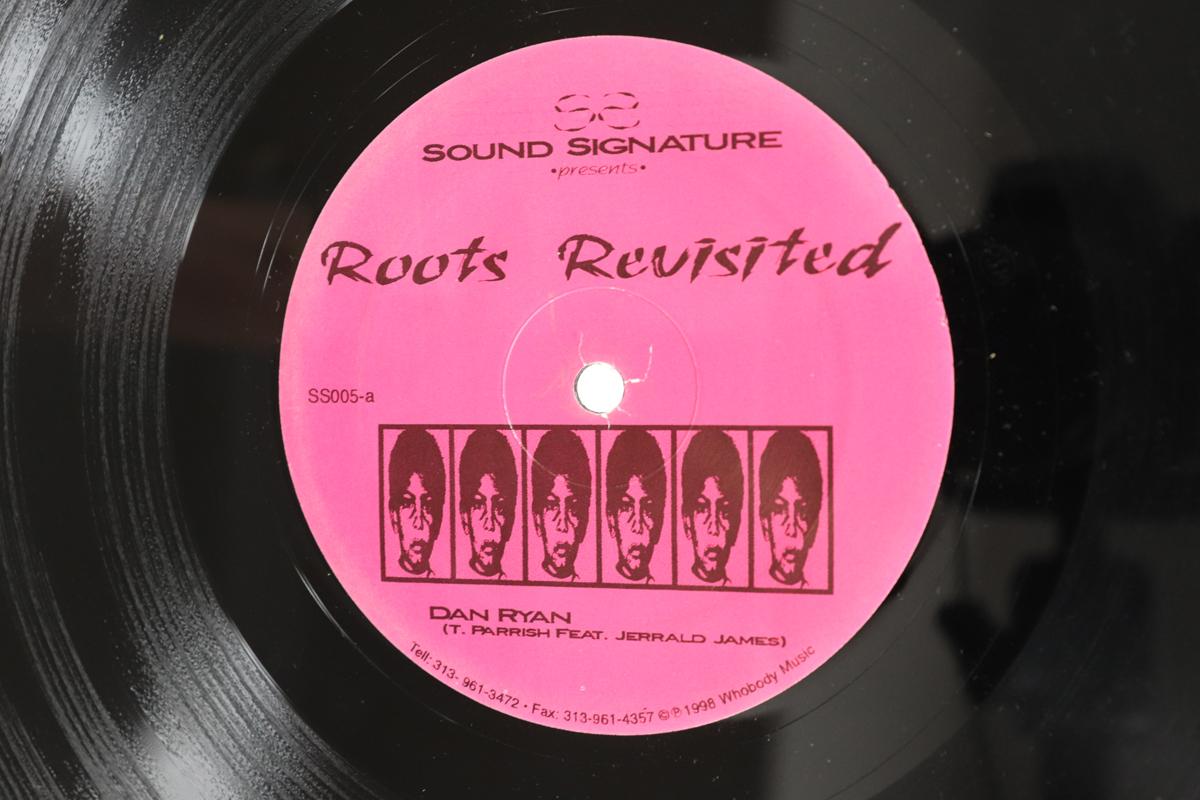 SS
SOUND SIGNATURE
•presents•
Roots Revisited
SS005-a
DAN RYAN
(T. PARRISH FEAT. JERRALD JAMES)
Tell: 313- 961-3472 • Fax: 313-961-4357 ©℗1998 Whobody Music